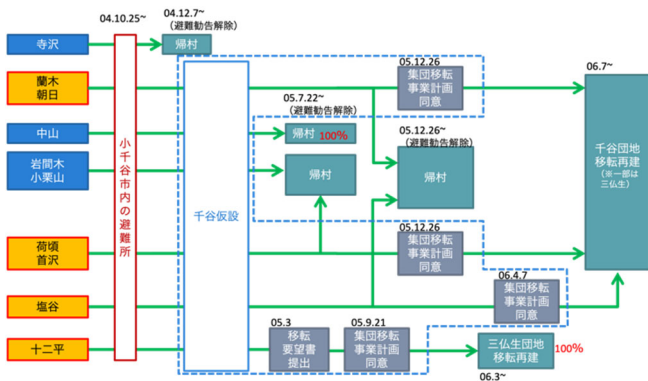 04.10.25~
04.12.7~
(避難勧告解除)
寺沢
帰村
蘭木
朝日
中山
岩間木
小栗山
荷頃
首沢
塩谷
十二平
小千谷市内の避難所
千谷仮設
05.12.26
集団移転
事業計画
同意
05.7.22~
(避難勧告解除)
帰村 100%
帰村
05.12.26~
(避難勧告解除)
帰村
05.12.26
集団移転
事業計画
同意
06.4.7
集団移転
事業計画
同意
05.3
移転
要望書
提出
05.9.21
集団移転
事業計画
同意
三仏生団地
移転再建
100%
06.3~
06.7~
千谷団地
移転再建
(※一部は
三仏生)